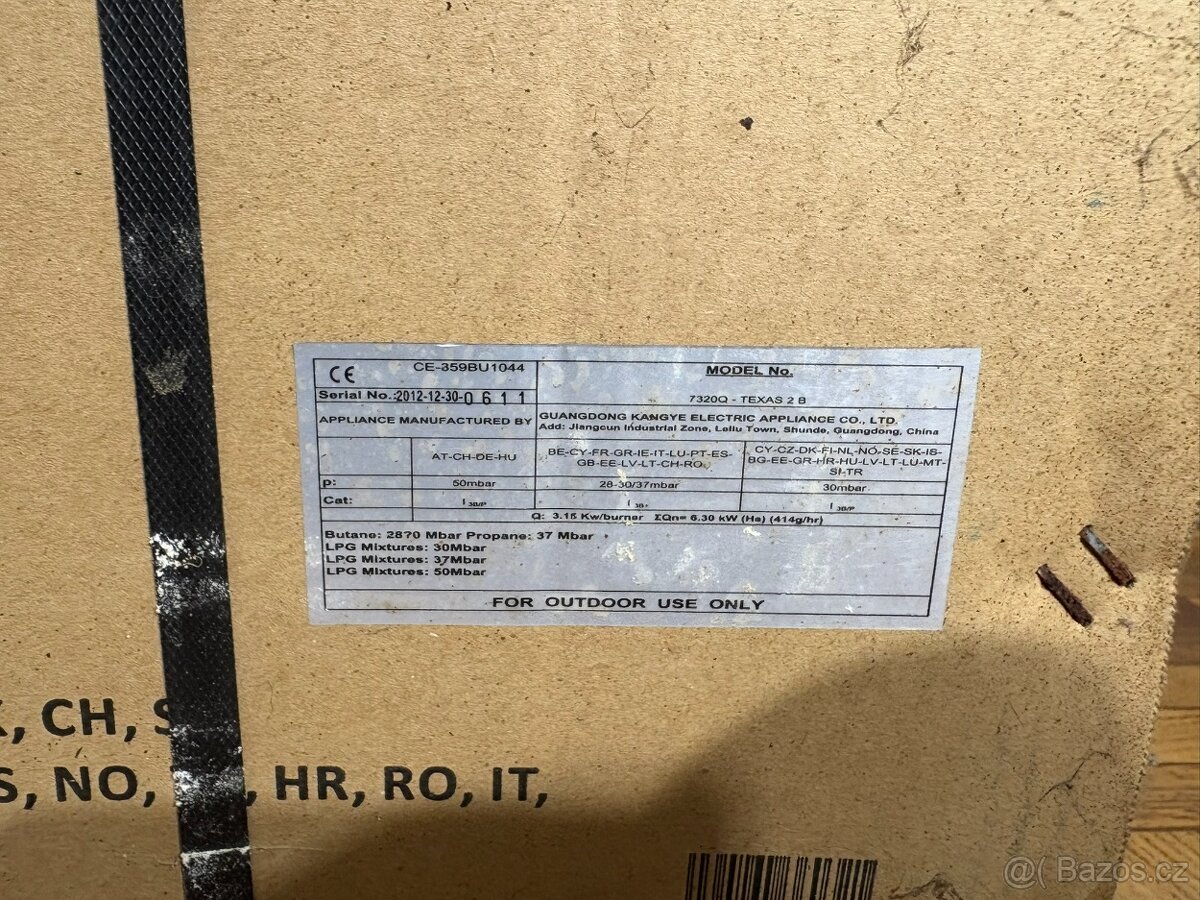 CE CE-359BU1044
MODEL No.
Serial No.:2012-12-30-0611
7320Q - TEXAS 2 B
APPLIANCE MANUFACTURED BY
GUANGDONG KANGYE ELECTRIC APPLIANCE CO., LTD.
Add: Jiangcun Industrial Zone, Leliu Town, Shunde, Guangdong, China
AT-CH-DE-HU
BE-CY-FR-GR-IE-IT-LU-PT-ES-
GB-EE-LV-LT-CH-RO
CY-CZ-DK-FI-NL-NO-SE-SK-IS-
BG-EE-GR-HR-HU-LV-LT-LU-MT-
SI-TR
p: 50mbar 28-30/37mbar 30mbar
Cat: I3B/P I3B+ I3B/P
Q: 3.15 Kw/burner ΣQn= 6.30 kW (Hs) (414g/hr)
Butane: 2870 Mbar Propane: 37 Mbar
LPG Mixtures: 30Mbar
LPG Mixtures: 37Mbar
LPG Mixtures: 50Mbar
FOR OUTDOOR USE ONLY
, CH, S
S, NO, , HR, RO, IT,
@( Bazos.cz